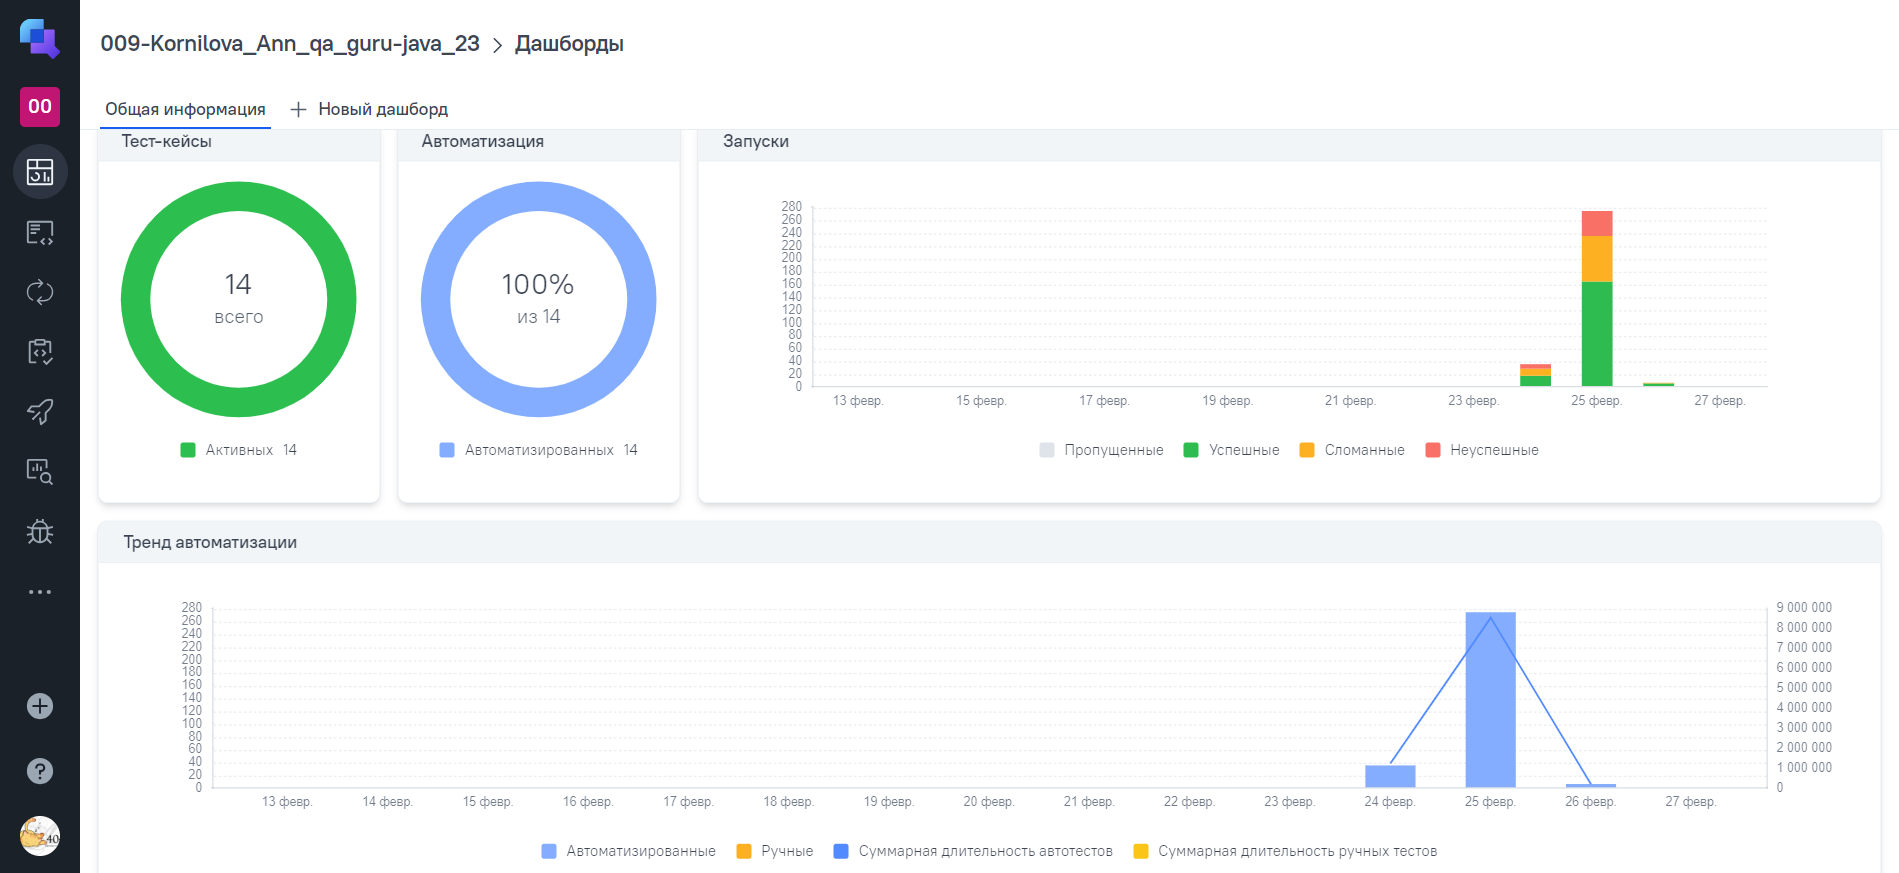 009-Kornilova_Ann_qa_guru-java_23 > Дашборды
00
Общая информация
+ Новый дашборд
Тест-кейсы
14
всего
Активных 14
Автоматизация
100%
из 14
Автоматизированных 14
Запуски
280
260
240
220
200
180
160
140
120
100
80
60
40
20
0
13 февр. 15 февр. 17 февр. 19 февр. 21 февр. 23 февр. 25 февр. 27 февр.
Пропущенные Успешные Сломанные Неуспешные
Тренд автоматизации
280
260
240
220
200
180
160
140
120
100
80
60
40
20
0
9 000 000
8 000 000
7 000 000
6 000 000
5 000 000
4 000 000
3 000 000
2 000 000
1 000 000
0
13 февр. 14 февр. 15 февр. 16 февр. 17 февр. 18 февр. 19 февр. 20 февр. 21 февр. 22 февр. 23 февр. 24 февр. 25 февр. 26 февр. 27 февр.
Автоматизированные Ручные Суммарная длительность автотестов Суммарная длительность ручных тестов
40